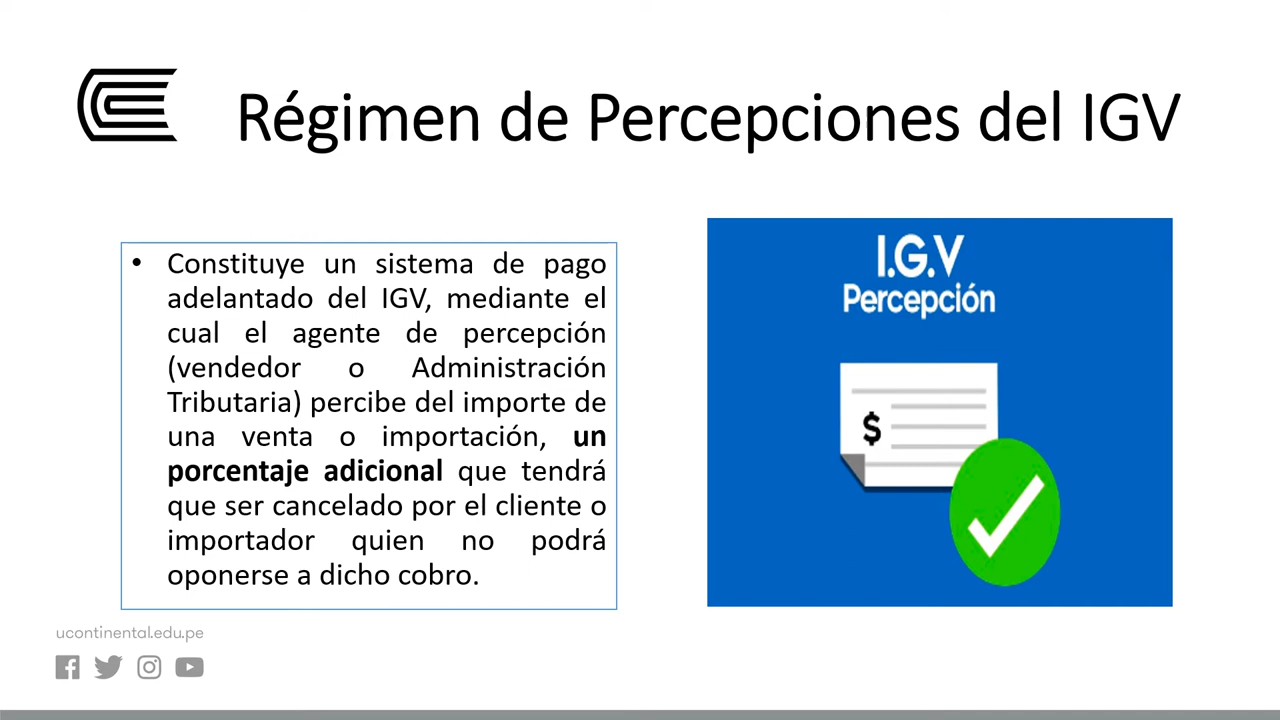 Régimen de Percepciones del IGV
• Constituye un sistema de pago
adelantado del IGV, mediante el
cual el agente de percepción
(vendedor o Administración
Tributaria) percibe del importe de
una venta o importación, un
porcentaje adicional que tendrá
que ser cancelado por el cliente o
importador quien no podrá
oponerse a dicho cobro.
I.G.V
Percepción
$
ucontinental.edu.pe